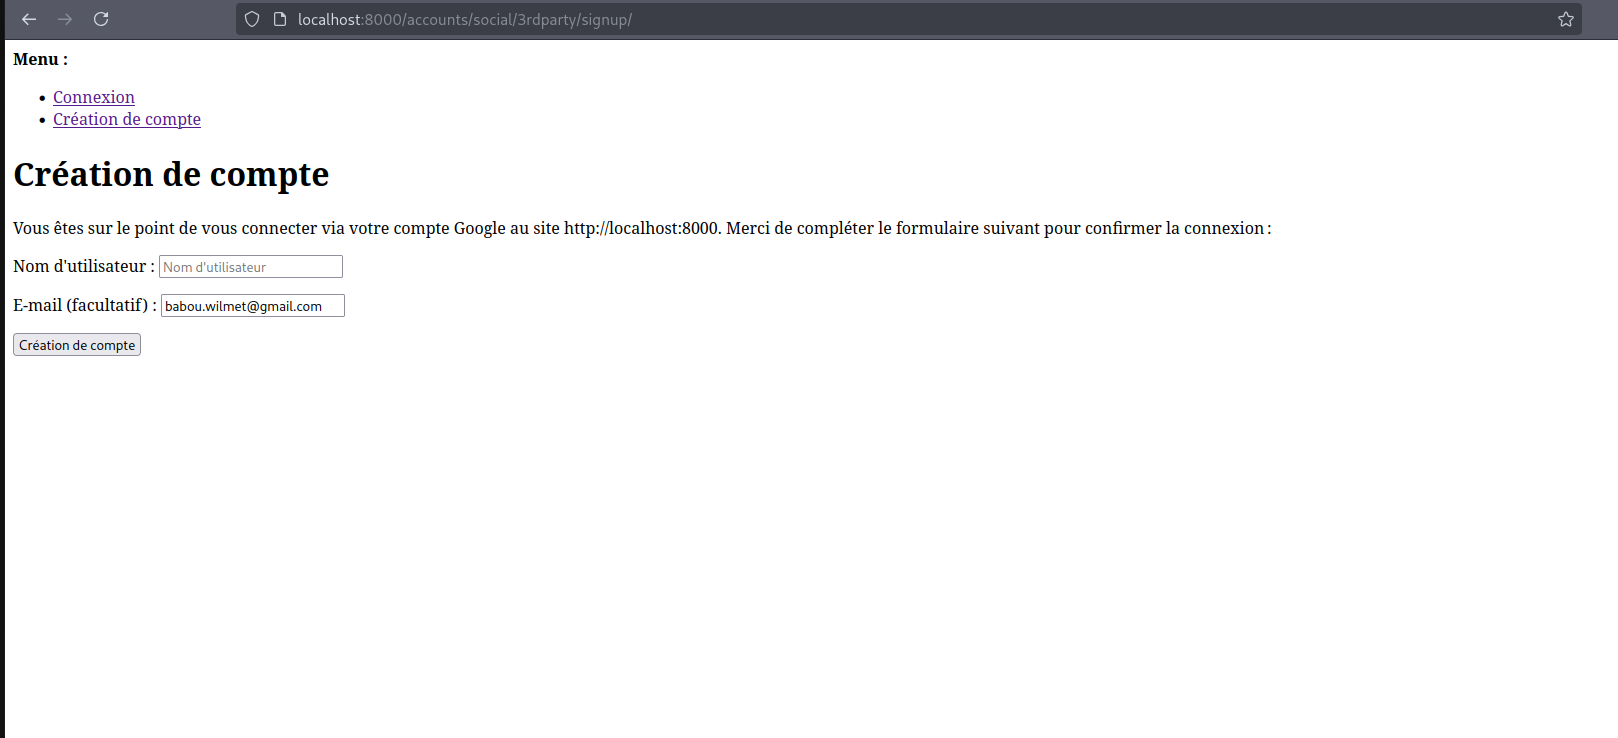 localhost:8000/accounts/social/3rdparty/signup/
Menu :
Connexion
Création de compte
Création de compte
Vous êtes sur le point de vous connecter via votre compte Google au site http://localhost:8000. Merci de compléter le formulaire suivant pour confirmer la connexion :
Nom d'utilisateur : Nom d'utilisateur
E-mail (facultatif) : babou.wilmet@gmail.com
Création de compte